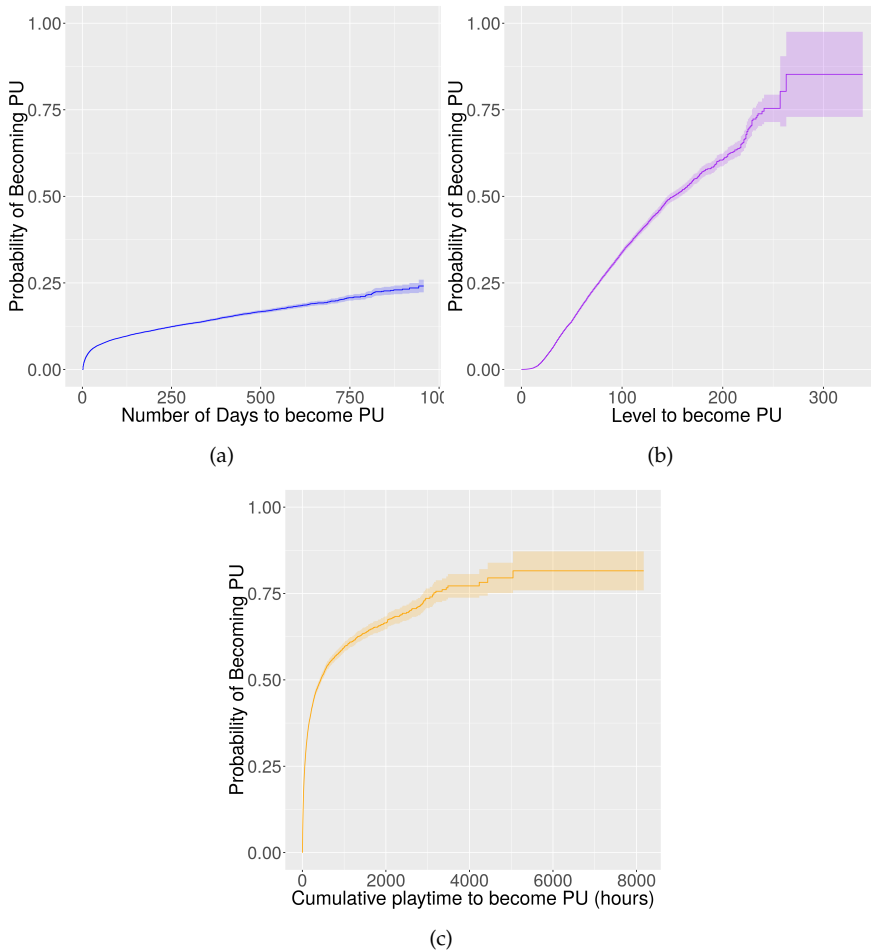 Probability of Becoming PU
1.00
0.75
0.50
0.25
0.00
0 250 500 750 100
Number of Days to become PU
(a)
Probability of Becoming PU
1.00
0.75
0.50
0.25
0.00
0 100 200 300
Level to become PU
(b)
Probability of Becoming PU
1.00
0.75
0.50
0.25
0.00
0 2000 4000 6000 8000
Cumulative playtime to become PU (hours)
(c)